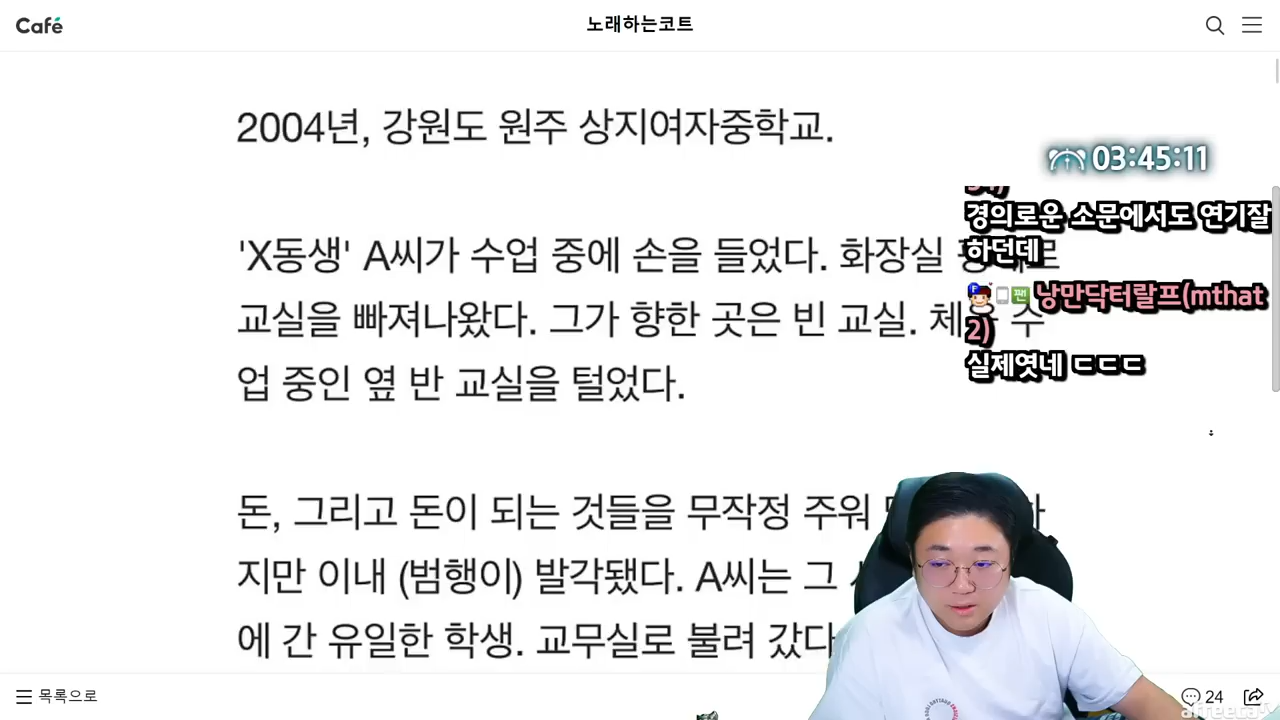 Café
노래하는코트
2004년, 강원도 원주 상지여자중학교.
03:45:11
경의로운 소문에서도 연기잘
하던데
'X동생' A씨가 수업 중에 손을 들었다. 화장실
낭만닥터랄프(mthat
2)
교실을 빠져나왔다. 그가 향한 곳은 빈 교실. 수
실제엿네 ㄷㄷㄷ
업 중인 옆 반 교실을 털었다.
돈, 그리고 돈이 되는 것들을 무작정 주워
지만 이내 (범행이) 발각됐다. A씨는 그
에 간 유일한 학생. 교무실로 불려 갔다
목록으로
24
afreecaTV